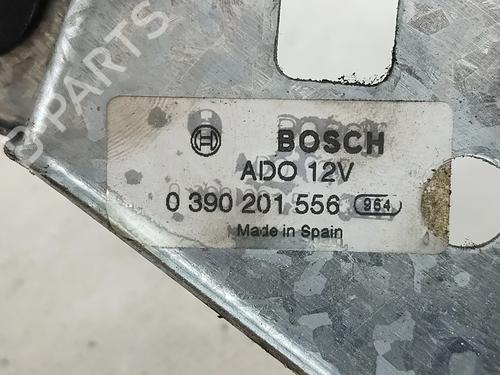 B-PARTS
BOSCH
ADO 12V
0 390 201 556 964
Made in Spain